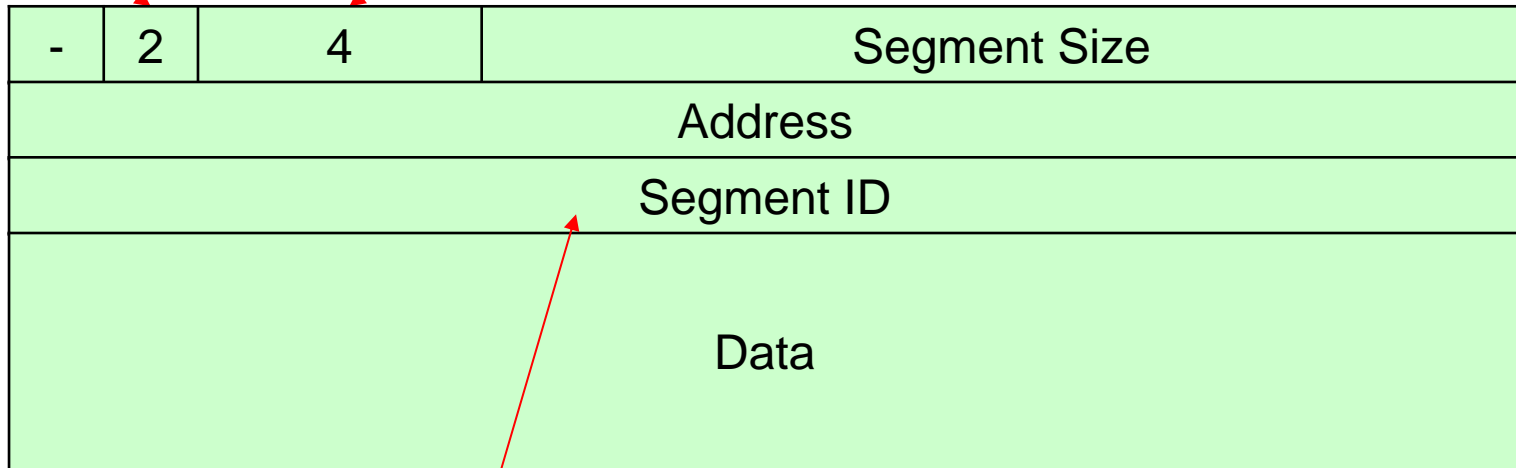 - 2 4 Segment Size
Address
Segment ID
Data